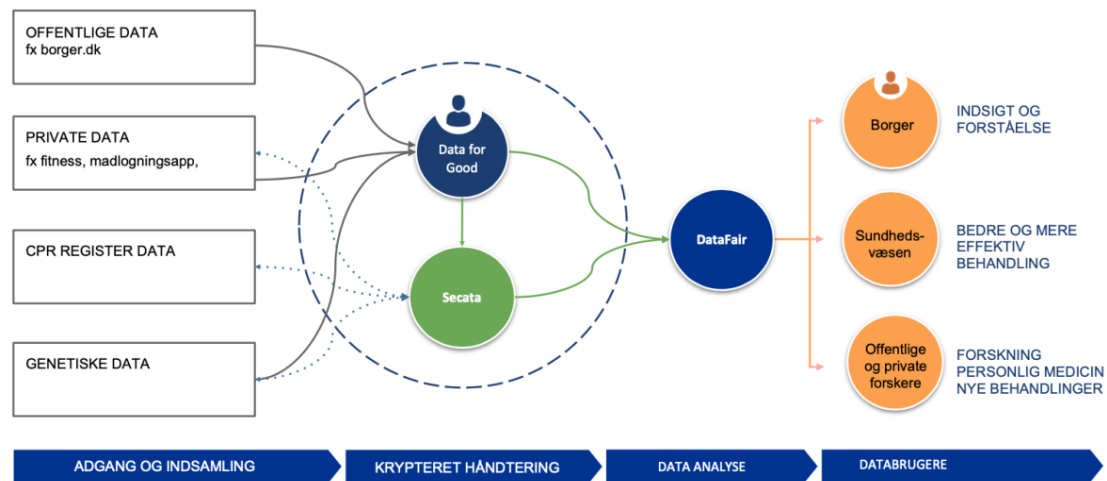 OFFENTLIGE DATA
fx borger.dk
PRIVATE DATA
fx fitness, madlogningsapp,
CPR REGISTER DATA
GENETISKE DATA
Data for
Good
Secata
DataFair
Borger
INDSIGT OG
FORSTÅELSE
Sundheds-
væsen
BEDRE OG MERE
EFFEKTIV
BEHANDLING
Offentlige
og private
forskere
FORSKNING
PERSONLIG MEDICIN
NYE BEHANDLINGER
ADGANG OG INDSAMLING
KRYPTERET HÅNDTERING
DATA ANALYSE
DATABRUGERE